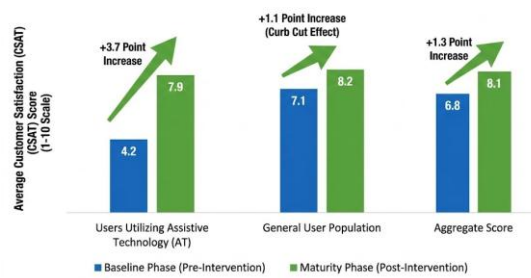 Average Customer Satisfaction (CSAT)
(CSAT) Score
(1-10 Scale)
+3.7 Point
Increase
4.2
7.9
+1.1 Point Increase
(Curb Cut Effect)
7.1
8.2
+1.3 Point
Increase
6.8
8.1
Users Utilizing Assistive
Technology (AT)
General User Population
Aggregate Score
Baseline Phase (Pre-Intervention)
Maturity Phase (Post-Intervention)